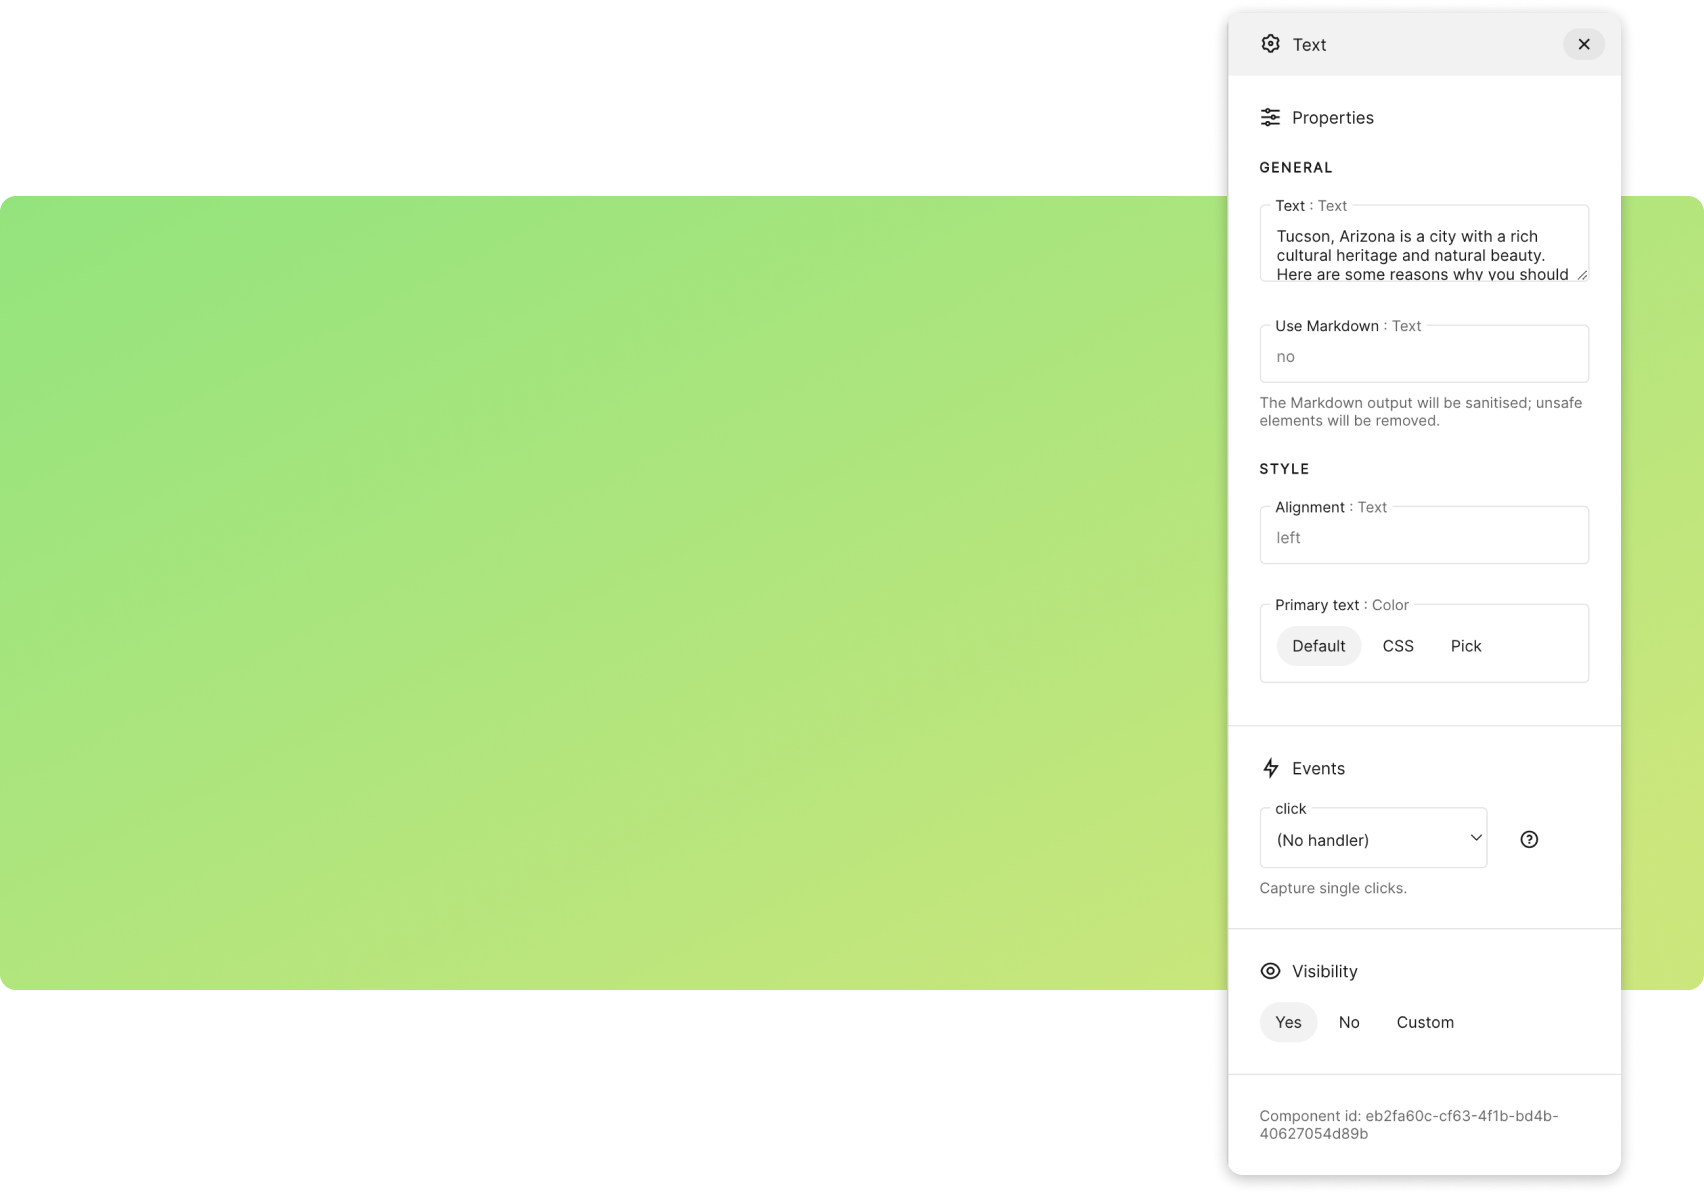 Text
Properties
GENERAL
Text : Text
Tucson, Arizona is a city with a rich
cultural heritage and natural beauty.
Here are some reasons why you should
Use Markdown : Text
no
The Markdown output will be sanitised; unsafe
elements will be removed.
STYLE
Alignment : Text
left
Primary text : Color
Default CSS Pick
Events
click
(No handler)
Capture single clicks.
Visibility
Yes No Custom
Component id: eb2fa60c-cf63-4f1b-bd4b-
40627054d89b